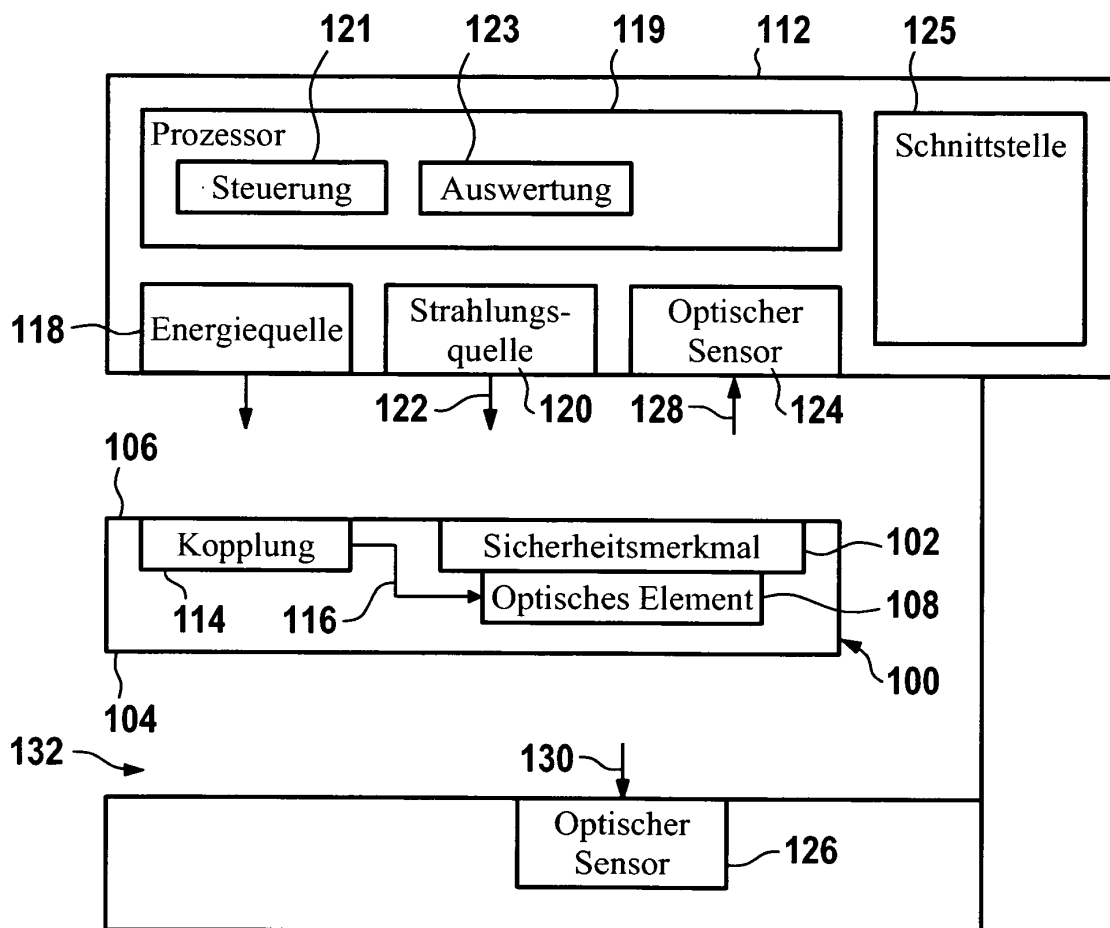 121
123
119
112
125
Prozessor
Steuerung
Auswertung
Schnittstelle
118
Energiequelle
Strahlungs-
quelle
Optischer
Sensor
122
120
128
124
106
Kopplung
Sicherheitsmerkmal
102
114
116
Optisches Element
108
100
104
132
130
Optischer
Sensor
126